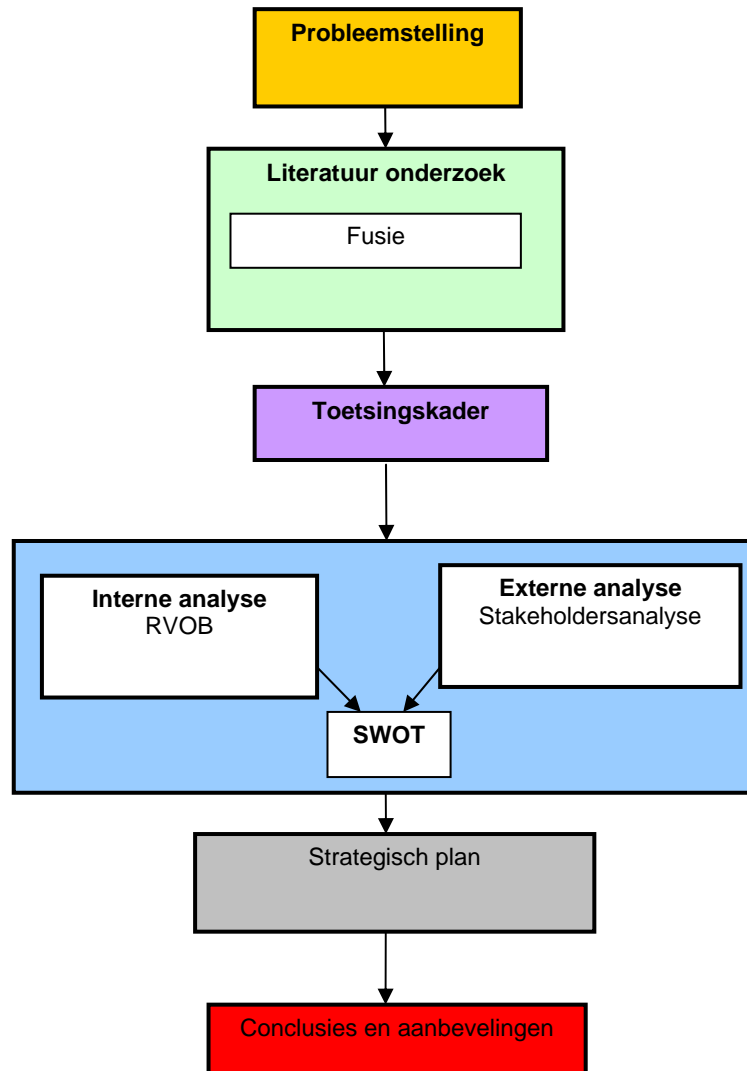 Probleemstelling
Literatuur onderzoek
Fusie
Toetsingskader
Interne analyse
RVOB
Externe analyse
Stakeholdersanalyse
SWOT
Strategisch plan
Conclusies en aanbevelingen